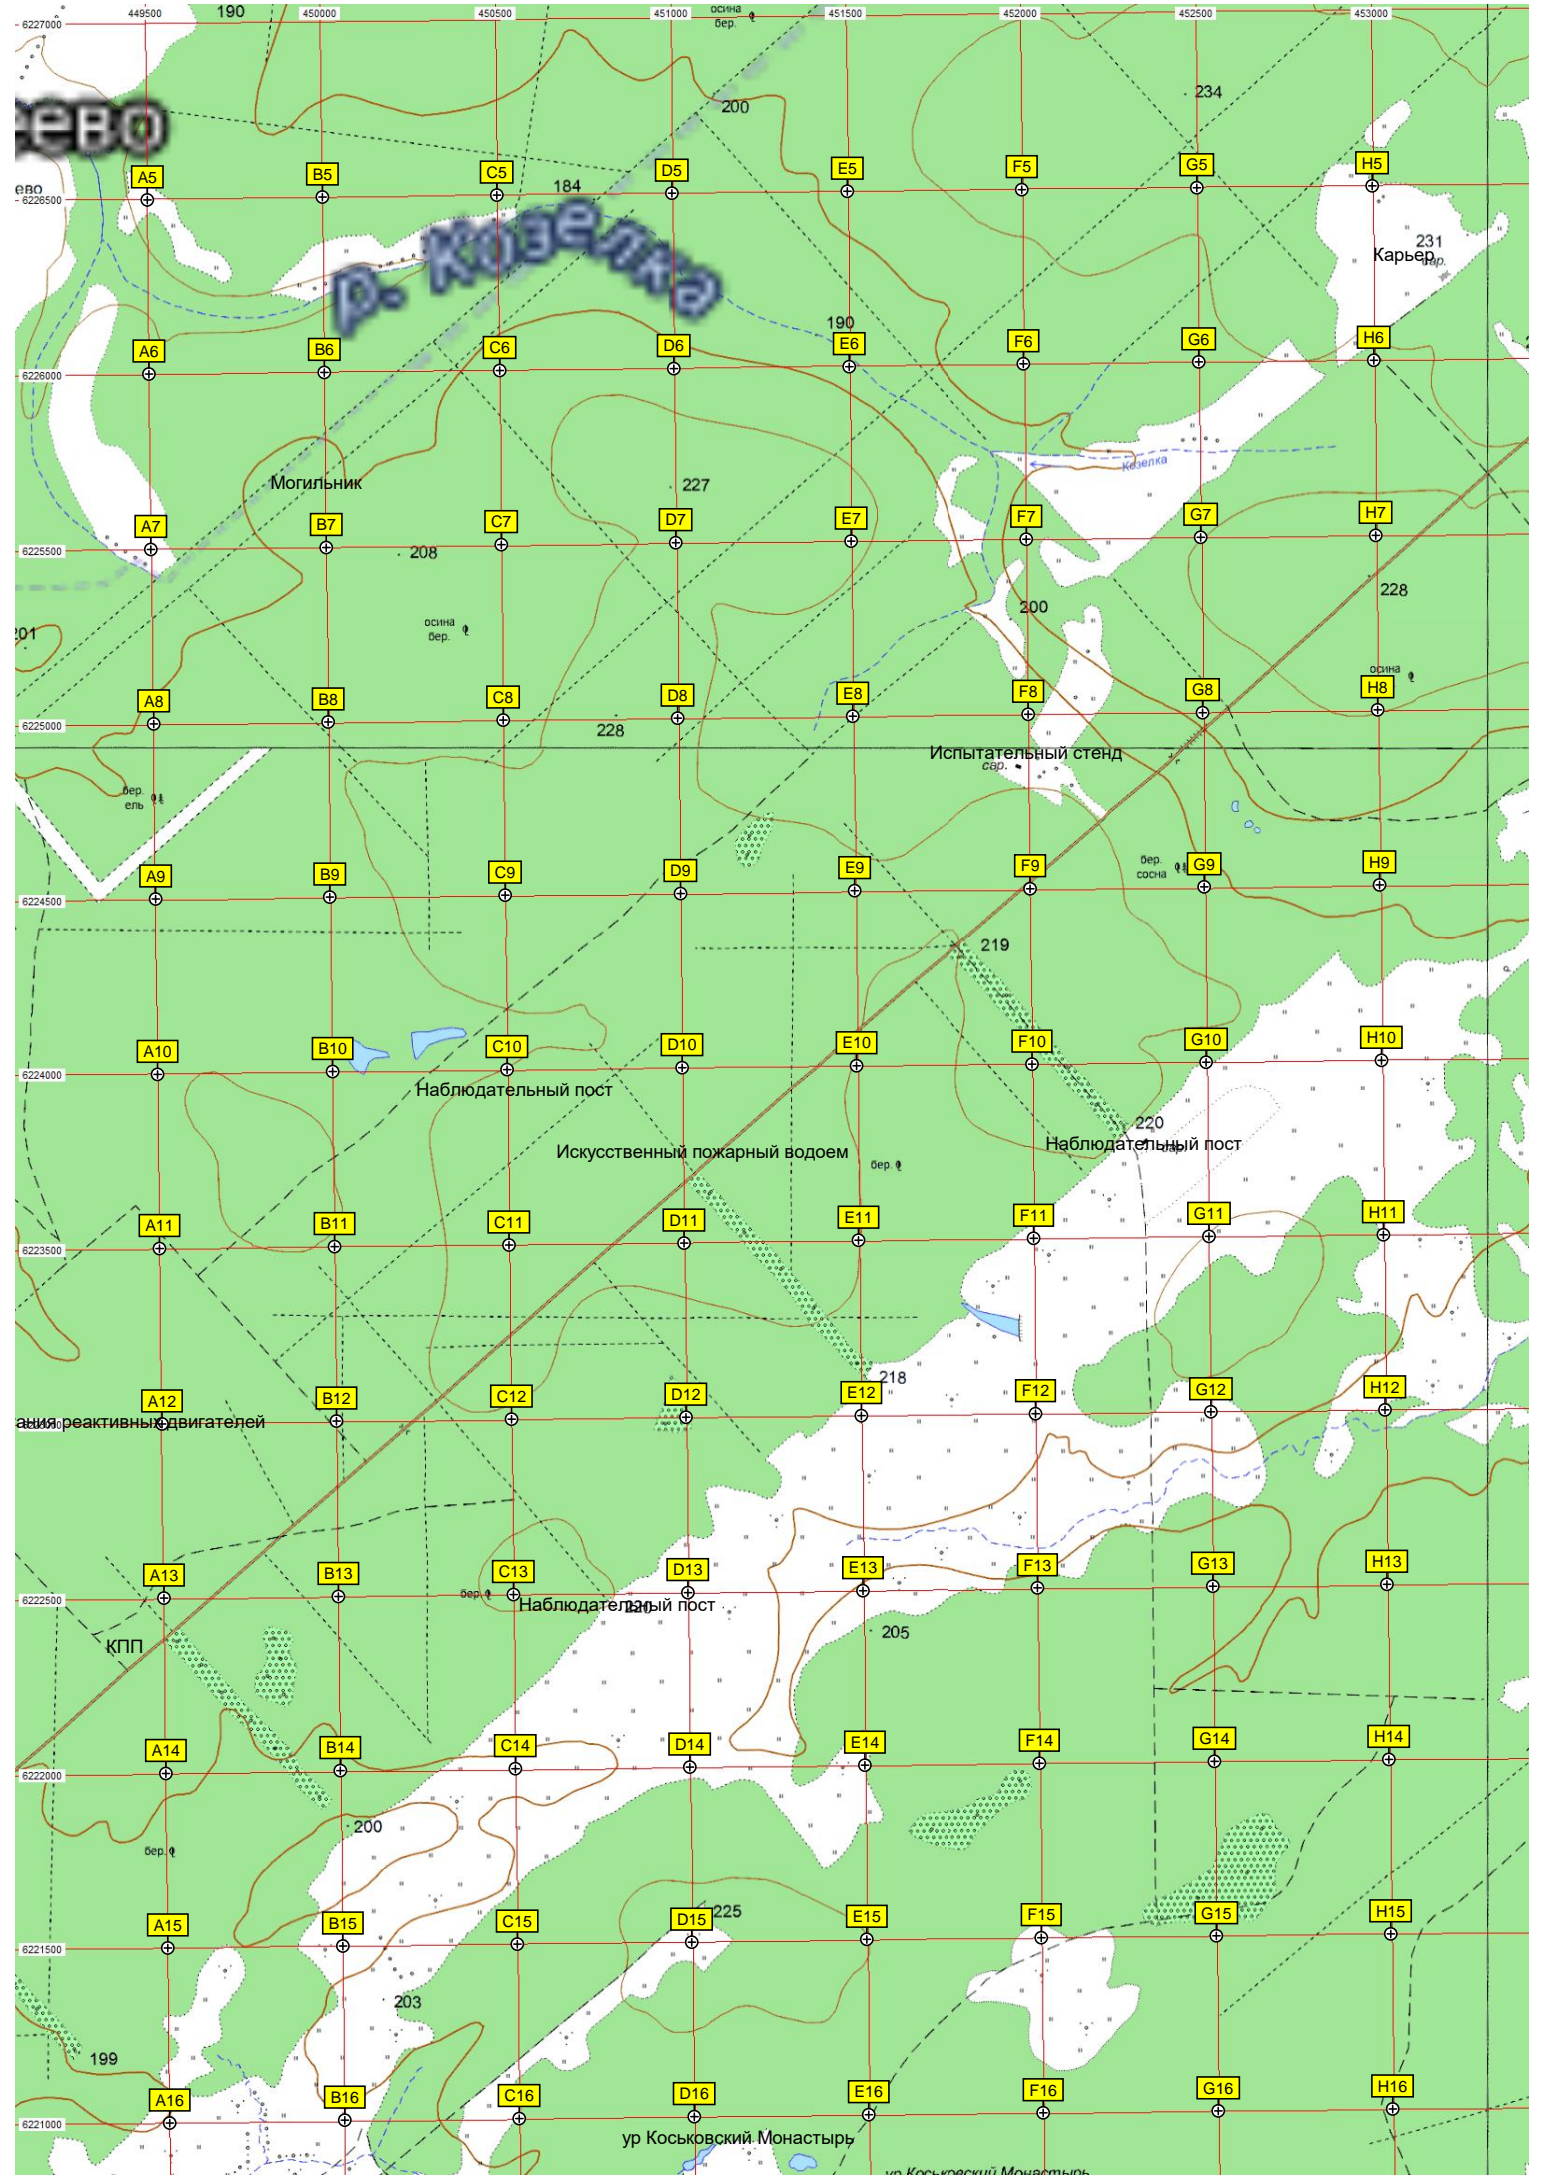 449500 450000 450500 451000 451500 452000 452500 453000
6227000
190
осина
бер.
200
234
ево
A5 B5 C5 D5 E5 F5 G5 H5
ево
184
6226500
р. Козелка
231
Карьер
190
A6 B6 C6 D6 E6 F6 G6 H6
6226000
Козелка
Могильник
227
A7 B7 C7 D7 E7 F7 G7 H7
6225500
208
228
200
осина
бер.
201
осина
A8 B8 C8 D8 E8 F8 G8 H8
6225000
228
Испытательный стенд
сар.
бер.
ель
A9 B9 C9 D9 E9 F9 G9 H9
бер.
сосна
6224500
219
A10 B10 C10 D10 E10 F10 G10 H10
6224000
Наблюдательный пост
220
Наблюдательный пост
Искусственный пожарный водоем
бер.
A11 B11 C11 D11 E11 F11 G11 H11
6223500
218
A12 B12 C12 D12 E12 F12 G12 H12
ания реактивных двигателей
A13 B13 C13 D13 E13 F13 G13 H13
бер.
6222500
Наблюдательный пост
220
205
КПП
A14 B14 C14 D14 E14 F14 G14 H14
6222000
200
бер.
A15 B15 C15 D15 E15 F15 G15 H15
225
6221500
203
199
A16 B16 C16 D16 E16 F16 G16 H16
6221000
ур Коськовский Монастырь
ур Коськовский Монастырь